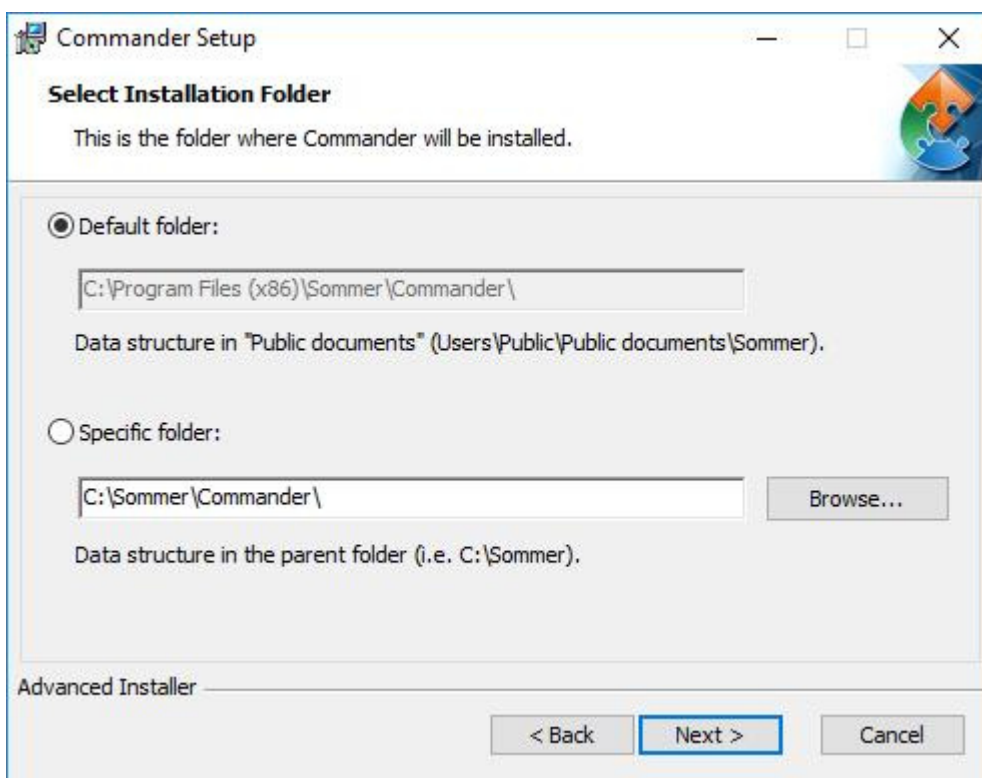 Commander Setup
Select Installation Folder
This is the folder where Commander will be installed.
Default folder:
C:\Program Files (x86)\Sommer\Commander\
Data structure in "Public documents" (Users\Public\Public documents\Sommer).
Specific folder:
C:\Sommer\Commander\
Browse...
Data structure in the parent folder (i.e. C:\Sommer).
Advanced Installer
< Back
Next >
Cancel